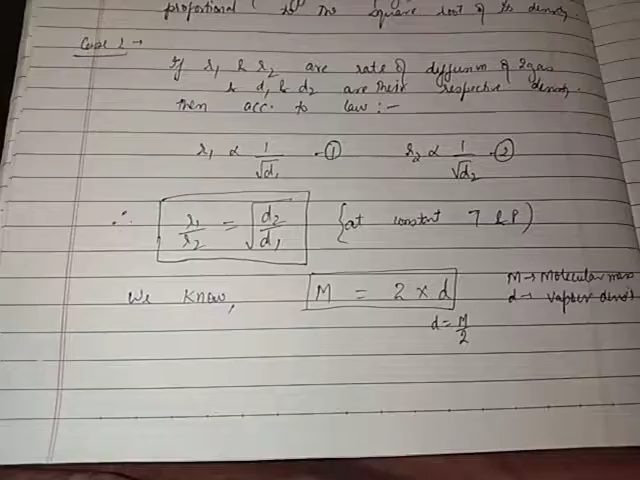 proportional to the square root of its density.
Case 1 →
If r₁ & r₂ are rate of diffusion of 2 gas
& d₁ & d₂ are their respective density.
then acc. to law :-
r₁ ∝ 1/√d₁ -① r₂ ∝ 1/√d₂ -②
∴ r₁/r₂ = √(d₂/d₁) {at constant T & P)
We know, M = 2 × d M → Molecular mass
d → vapour densit
d = M/2